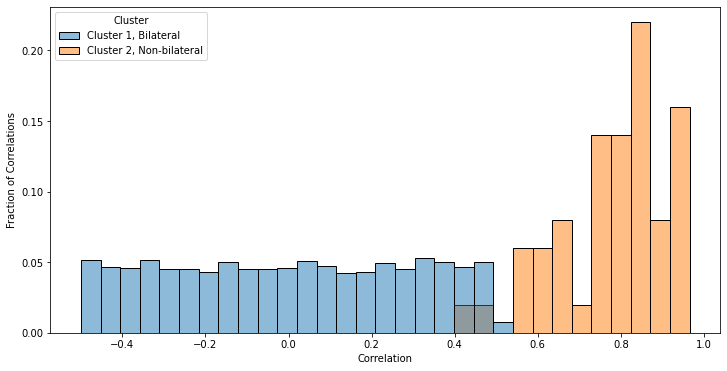 Cluster
Cluster 1, Bilateral
Cluster 2, Non-bilateral
Fraction of Correlations
0.20
0.15
0.10
0.05
0.00
−0.4 −0.2 0.0 0.2 0.4 0.6 0.8 1.0
Correlation